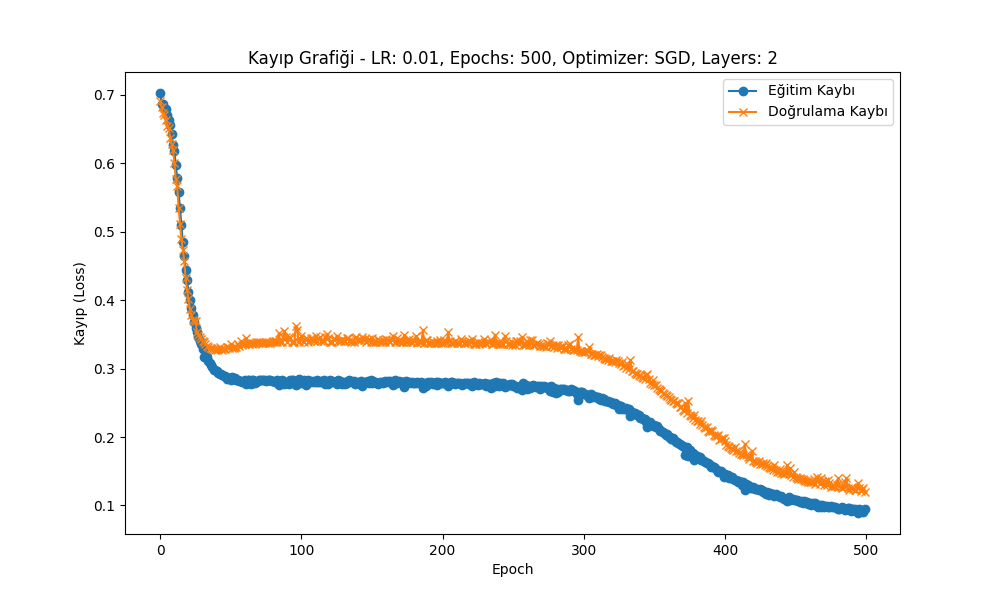 Kayıp Grafiği - LR: 0.01, Epochs: 500, Optimizer: SGD, Layers: 2
Eğitim Kaybı
Doğrulama Kaybı
Kayıp (Loss)
0.7
0.6
0.5
0.4
0.3
0.2
0.1
0 100 200 300 400 500
Epoch